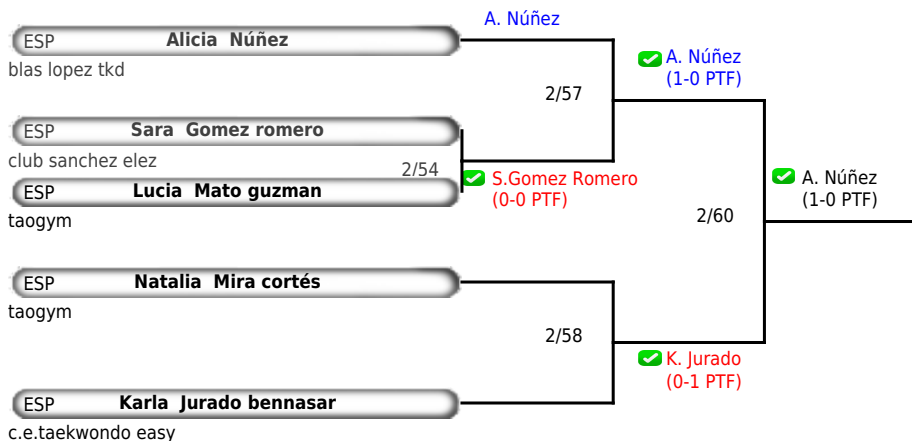 A. Núñez
ESP Alicia Núñez
blas lopez tkd
A. Núñez
(1-0 PTF)
2/57
ESP Sara Gomez romero
club sanchez elez
2/54
S.Gomez Romero
(0-0 PTF)
ESP Lucia Mato guzman
taogym
A. Núñez
(1-0 PTF)
2/60
ESP Natalia Mira cortés
taogym
2/58
K. Jurado
(0-1 PTF)
ESP Karla Jurado bennasar
c.e.taekwondo easy